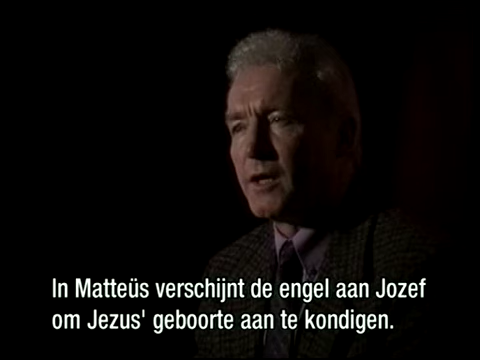 In Matteüs verschijnt de engel aan Jozef
om Jezus' geboorte aan te kondigen.